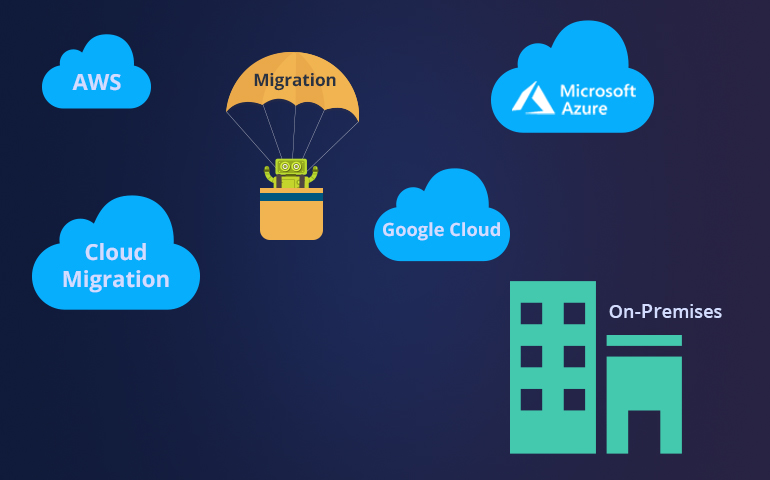 AWS
Migration
Microsoft
Azure
Google Cloud
Cloud
Migration
On-Premises